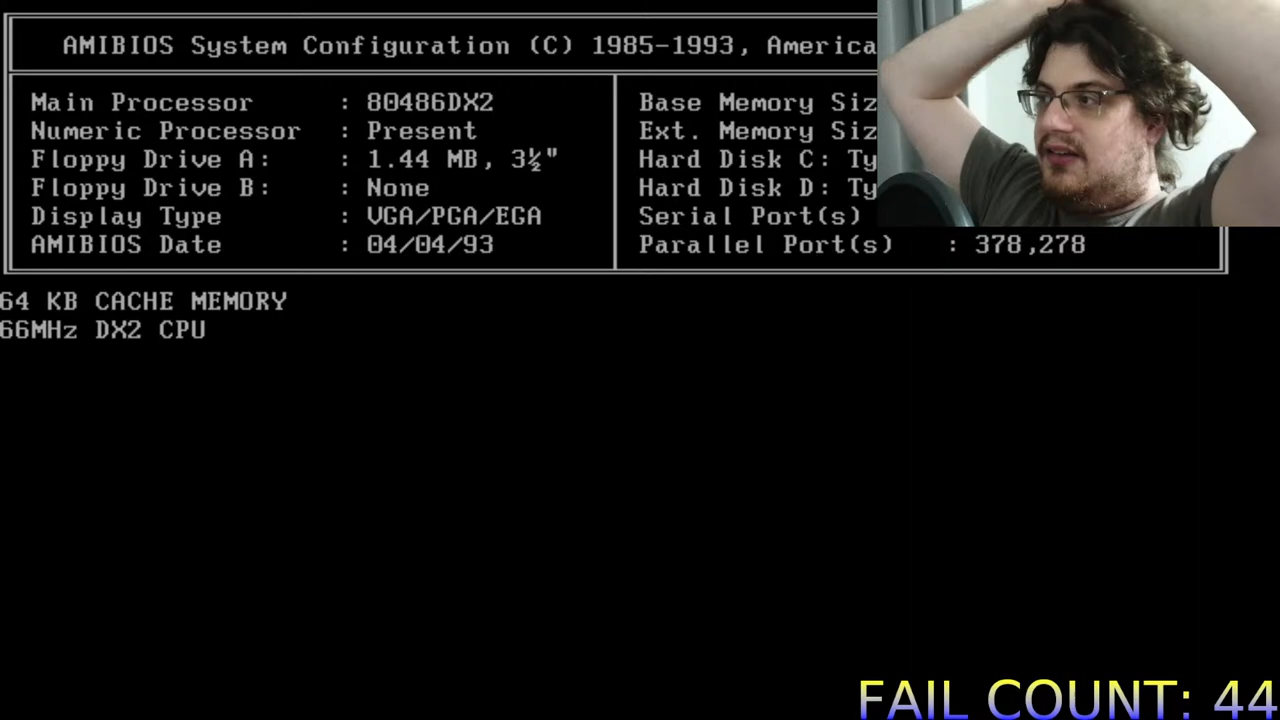 AMIBIOS System Configuration (C) 1985-1993, America
Main Processor : 80486DX2
Numeric Processor : Present
Floppy Drive A: : 1.44 MB, 3½"
Floppy Drive B: : None
Display Type : VGA/PGA/EGA
AMIBIOS Date : 04/04/93
Base Memory Siz
Ext. Memory Siz
Hard Disk C: Ty
Hard Disk D: Ty
Serial Port(s)
Parallel Port(s) : 378,278
64 KB CACHE MEMORY
66MHz DX2 CPU
FAIL COUNT: 44